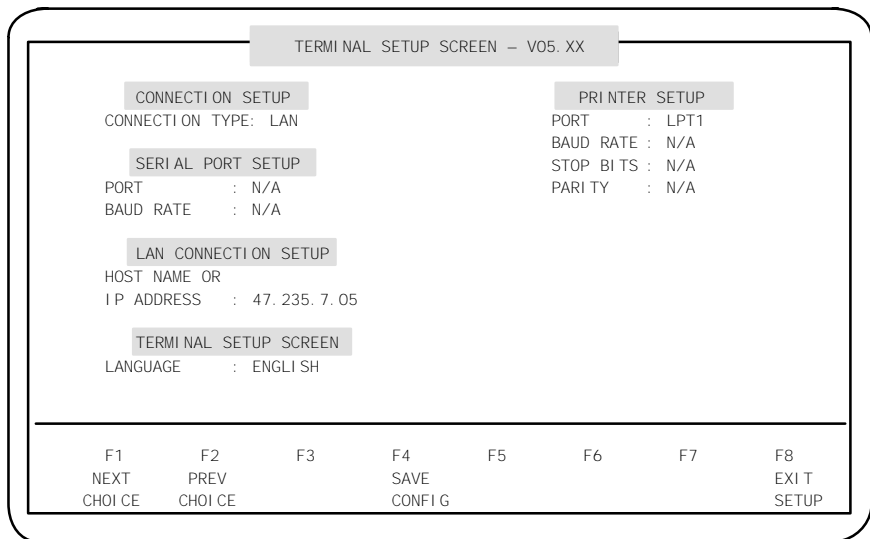 TERMINAL SETUP SCREEN – V05.XX
CONNECTION SETUP
CONNECTION TYPE: LAN
SERIAL PORT SETUP
PORT : N/A
BAUD RATE : N/A
LAN CONNECTION SETUP
HOST NAME OR
IP ADDRESS : 47.235.7.05
TERMINAL SETUP SCREEN
LANGUAGE : ENGLISH
PRINTER SETUP
PORT : LPT1
BAUD RATE : N/A
STOP BITS : N/A
PARITY : N/A
F1 F2 F3 F4 F5 F6 F7 F8
NEXT PREV SAVE EXIT
CHOICE CHOICE CONFIG SETUP